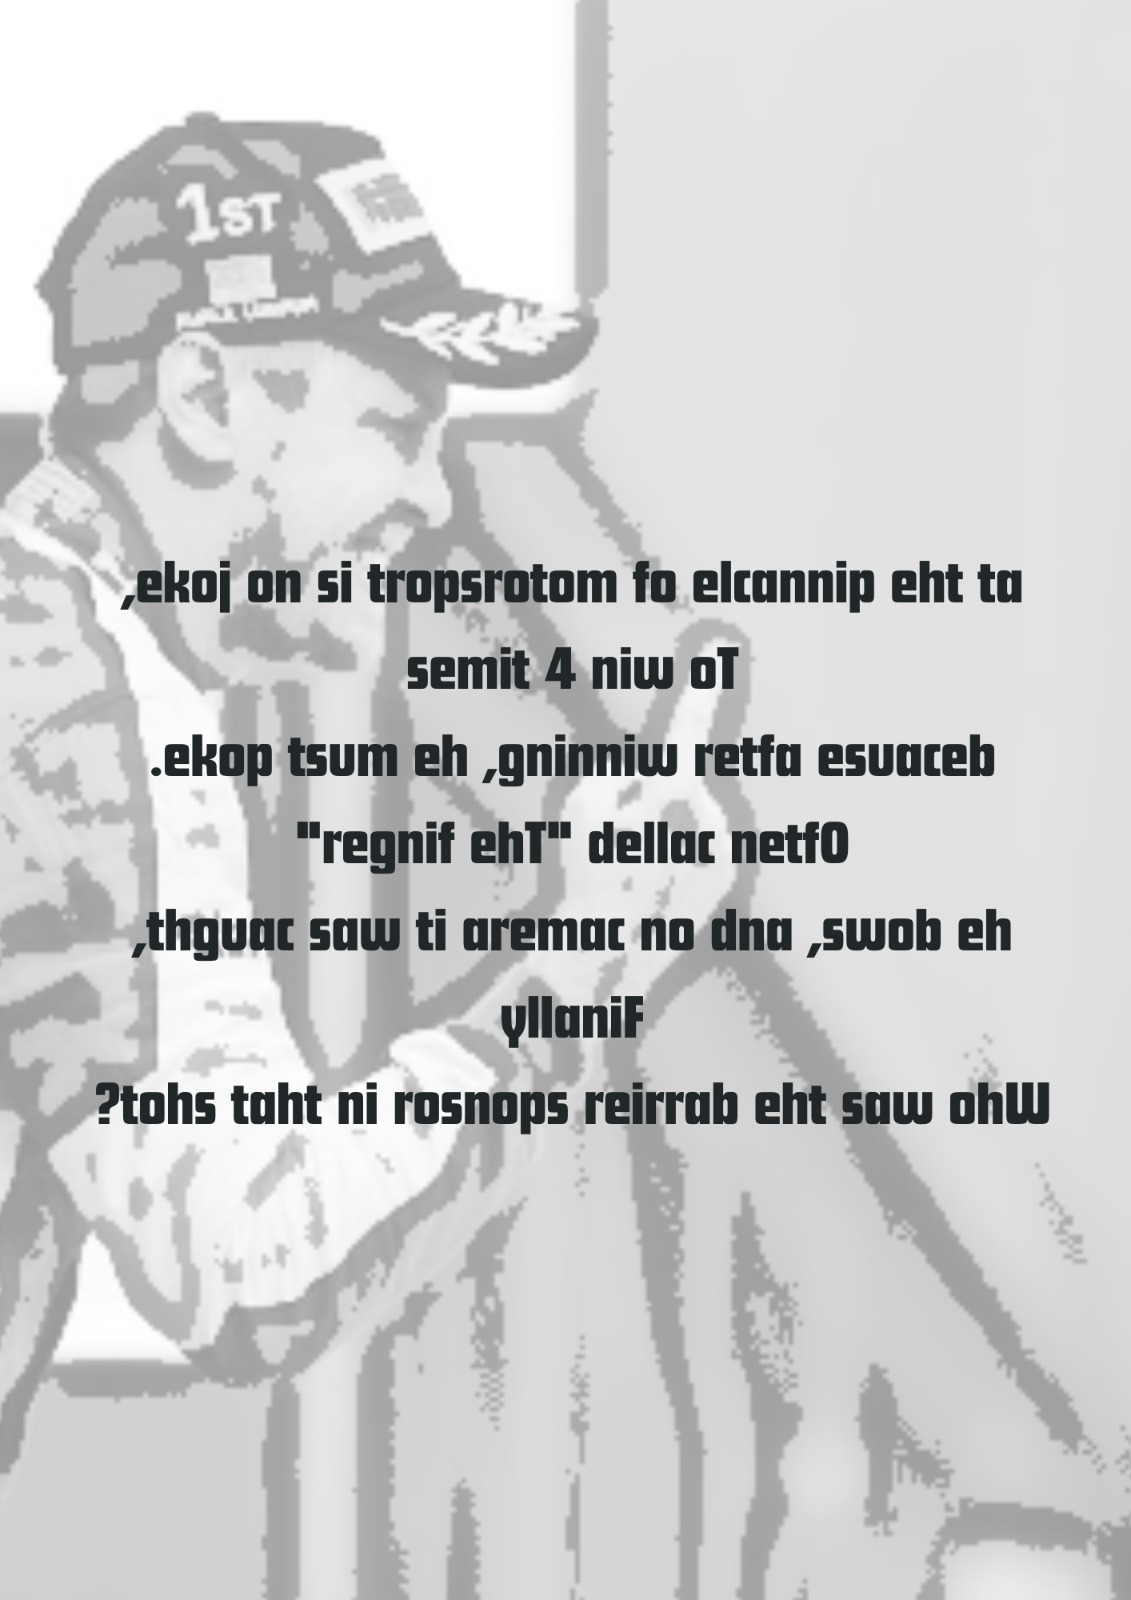 1ST
,ekoj on si tropsrotom fo elcannip eht ta
semit 4 niw oT
.ekop tsum eh ,gninniw retfa esuaceb
"regnif ehT" dellac netfO
,thguac saw ti aremac no dna ,swob eh
yllaniF
?tohs taht ni rosnops reirrab eht saw ohW